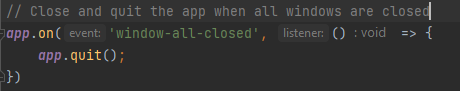 // Close and quit the app when all windows are closed
app.on( event: 'window-all-closed', listener: () : void => {
app.quit();
})